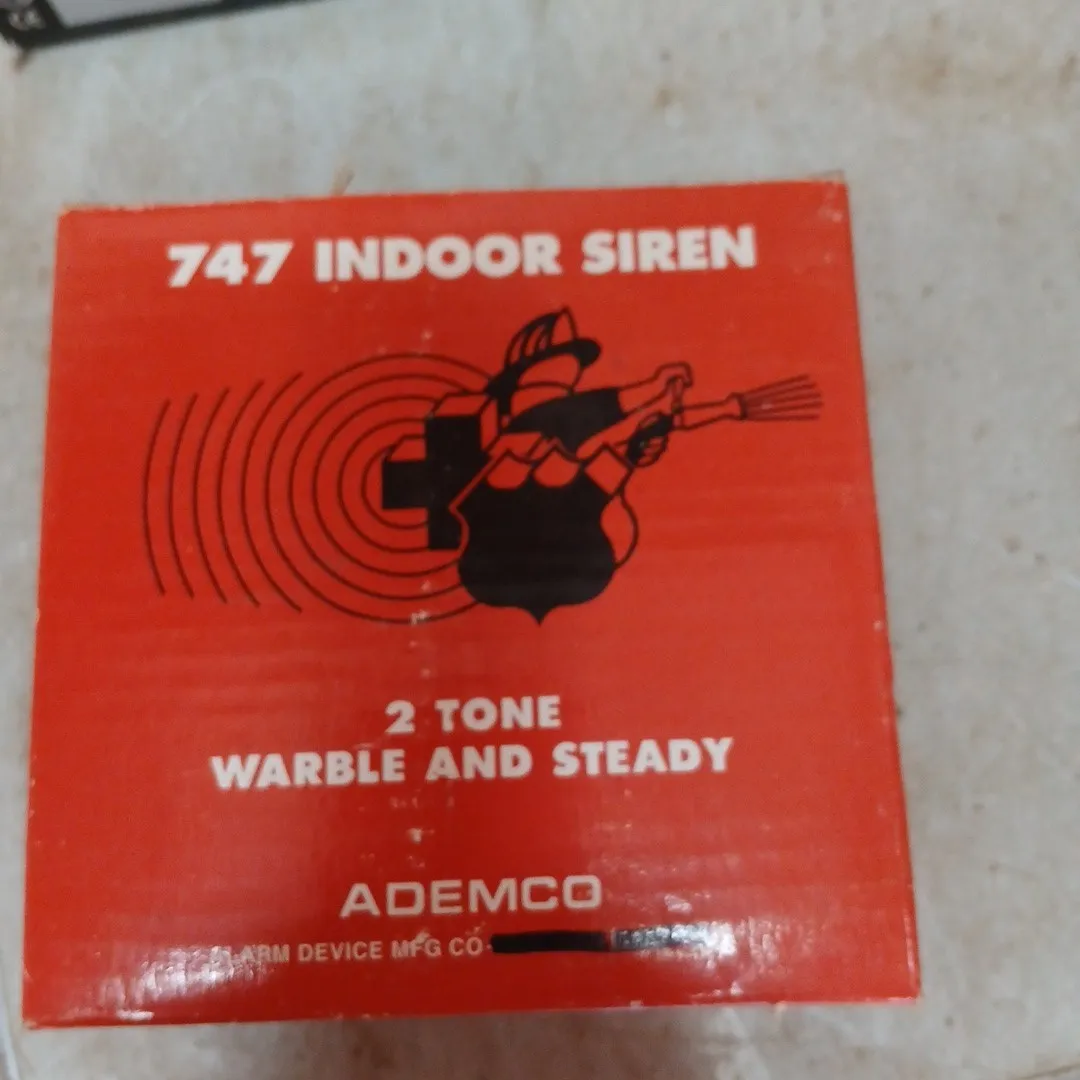 747 INDOOR SIREN
2 TONE
WARBLE AND STEADY
ADEMCO
DEVICE MFG CO